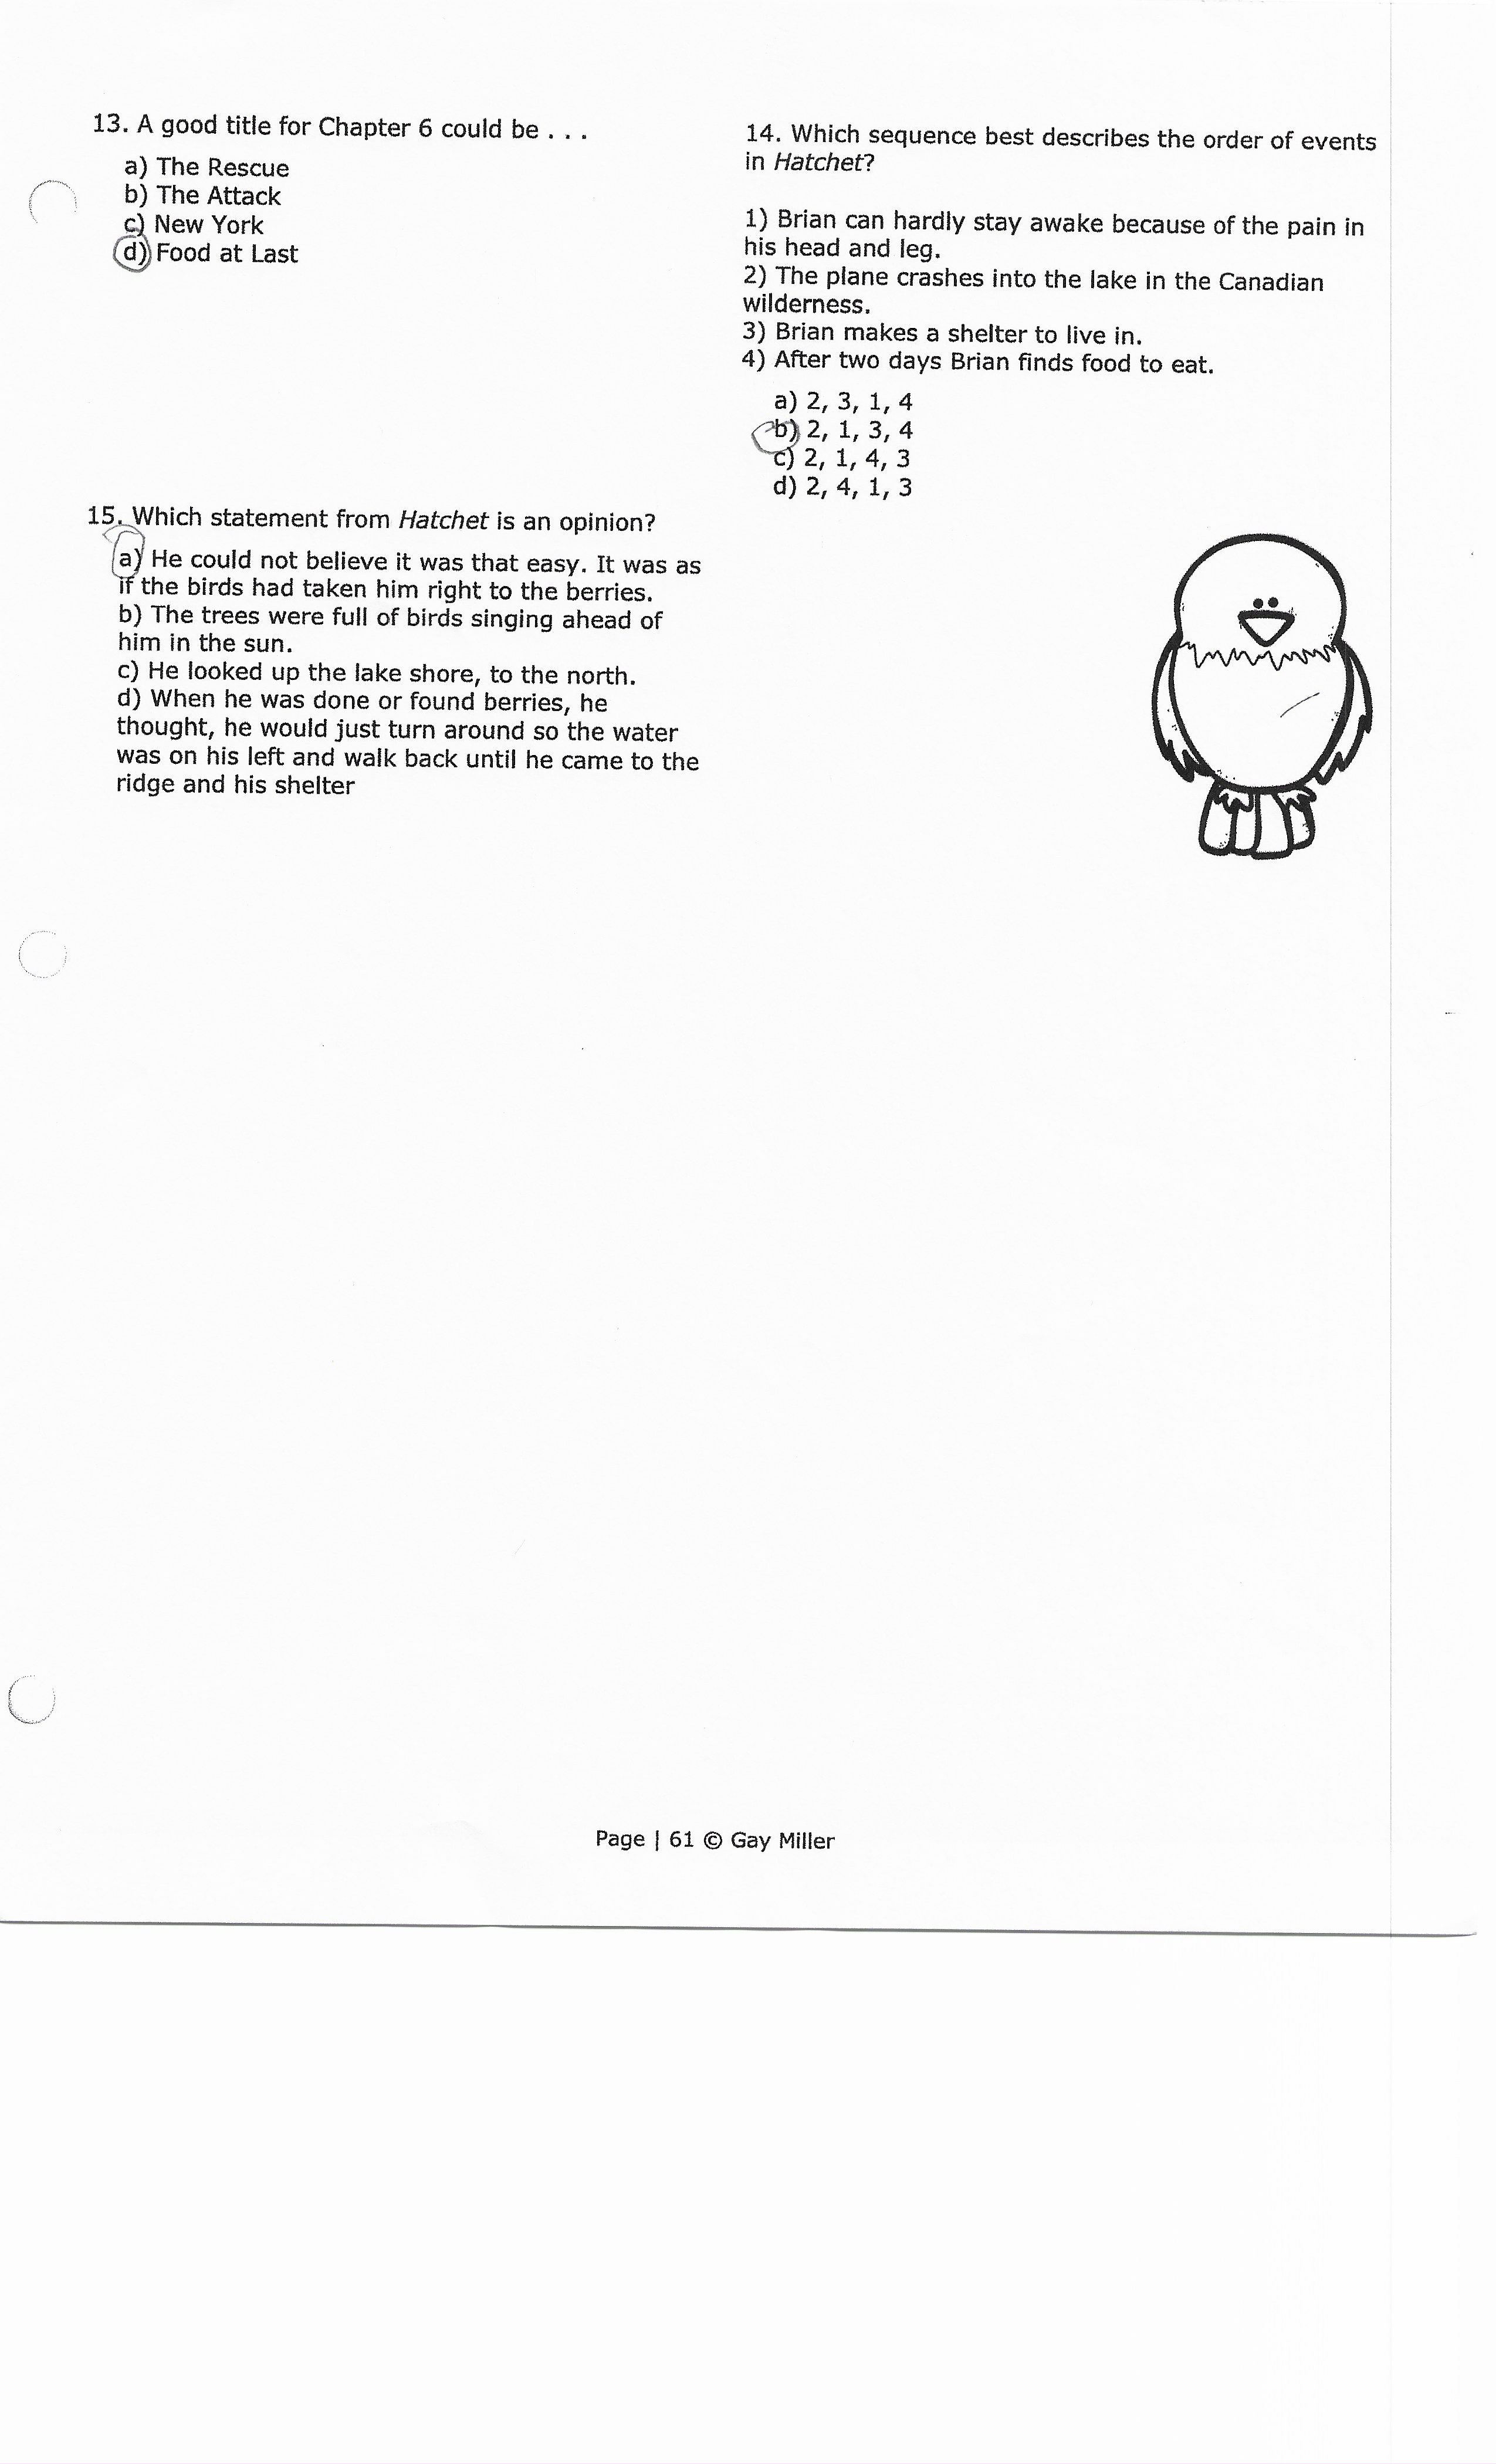 13. A good title for Chapter 6 could be . . .
a) The Rescue
b) The Attack
c) New York
d) Food at Last
14. Which sequence best describes the order of events
in Hatchet?
1) Brian can hardly stay awake because of the pain in
his head and leg.
2) The plane crashes into the lake in the Canadian
wilderness.
3) Brian makes a shelter to live in.
4) After two days Brian finds food to eat.
a) 2, 3, 1, 4
b) 2, 1, 3, 4
c) 2, 1, 4, 3
d) 2, 4, 1, 3
15. Which statement from Hatchet is an opinion?
a) He could not believe it was that easy. It was as
if the birds had taken him right to the berries.
b) The trees were full of birds singing ahead of
him in the sun.
c) He looked up the lake shore, to the north.
d) When he was done or found berries, he
thought, he would just turn around so the water
was on his left and walk back until he came to the
ridge and his shelter
Page | 61 © Gay Miller